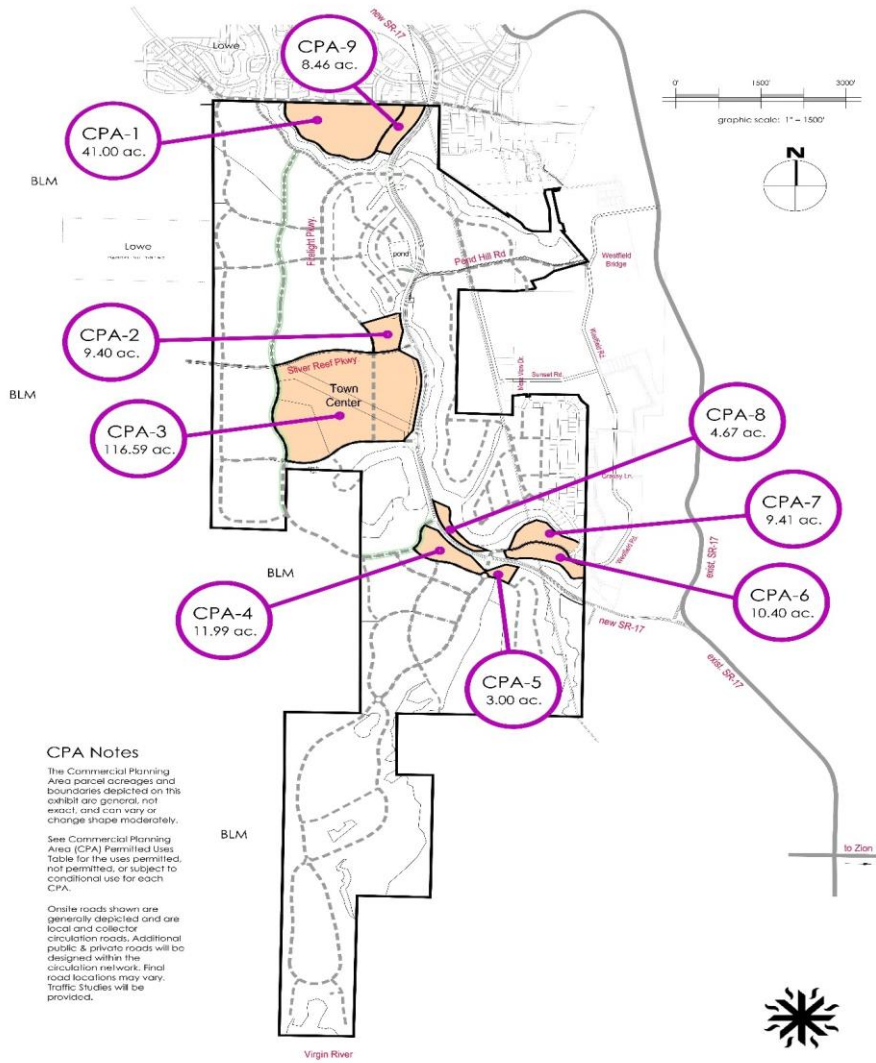 new SR-17
Lowe
CPA-9
8.46 ac.
0'
1500'
3000'
graphic scale: 1" = 1500'
CPA-1
41.00 ac.
N
BLM
Lowe
Firelight Pkwy.
pond
Pond Hill Rd
Westfield
Bridge
CPA-2
9.40 ac.
Westfield Rd.
Silver Reef Pkwy.
Sunset Rd.
Town
Center
BLM
CPA-3
116.59 ac.
CPA-8
4.67 ac.
CPA-7
9.41 ac.
Westfield Rd.
exist. SR-17
BLM
CPA-6
10.40 ac.
CPA-4
11.99 ac.
new SR-17
CPA-5
3.00 ac.
exist. SR-17
CPA Notes
The Commercial Planning
Area parcel acreages and
boundaries depicted on this
exhibit are general, not
exact, and can vary or
change shape moderately.
See Commercial Planning
Area (CPA) Permitted Uses
Table for the uses permitted,
not permitted, or subject to
conditional use for each
CPA.
BLM
to Zion
Onsite roads shown are
generally depicted and are
local and collector
circulation roads. Additional
public & private roads will be
designed within the
circulation network. Final
road locations may vary.
Traffic Studies will be
provided.
Virgin River